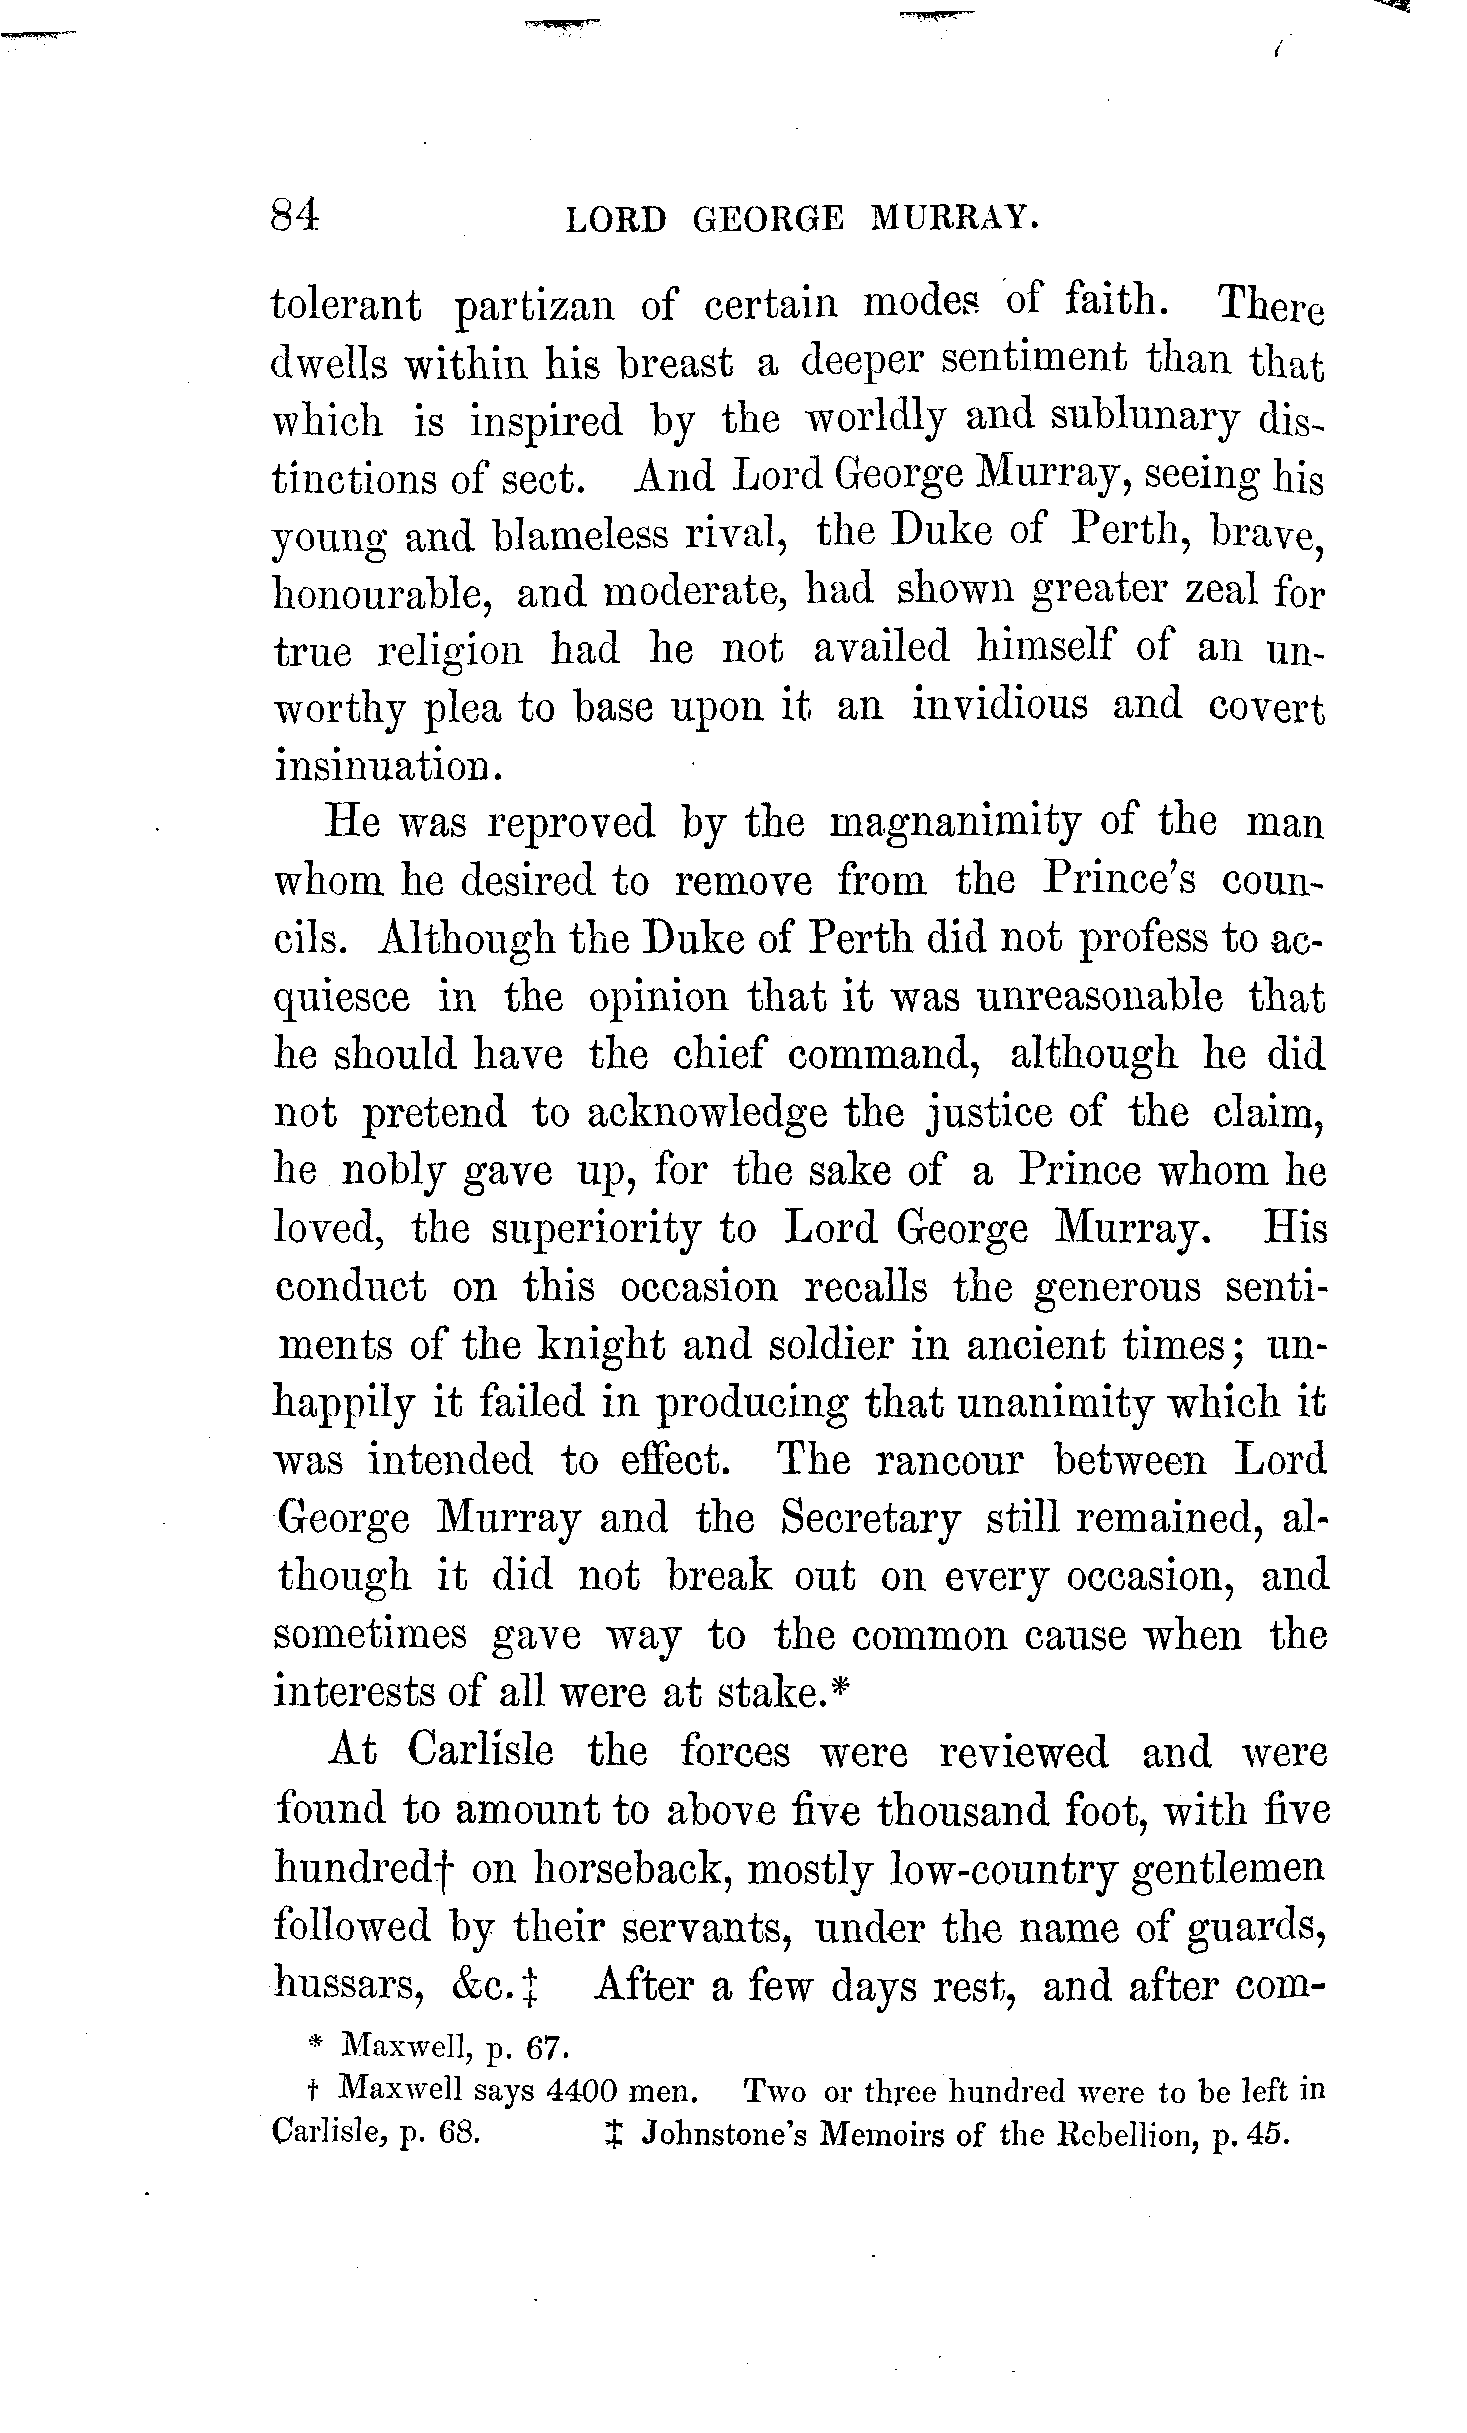 84 LORD GEORGE MURRAY.
tolerant partizan of certain modes of faith. There
dwells within his breast a deeper sentiment than that
which is inspired by the worldly and sublunary dis-
tinctions of sect. And Lord George Murray, seeing his
young and blameless rival, the Duke of Perth, brave,
honourable, and moderate, had shown greater zeal for
true religion had he not availed himself of an un-
worthy plea to base upon it an invidious and covert
insinuation.
He was reproved by the magnanimity of the man
whom he desired to remove from the Prince's coun-
cils. Although the Duke of Perth did not profess to ac-
quiesce in the opinion that it was unreasonable that
he should have the chief command, although he did
not pretend to acknowledge the justice of the claim,
he nobly gave up, for the sake of a Prince whom he
loved, the superiority to Lord George Murray. His
conduct on this occasion recalls the generous senti-
ments of the knight and soldier in ancient times; un-
happily it failed in producing that unanimity which it
was intended to effect. The rancour between Lord
George Murray and the Secretary still remained, al-
though it did not break out on every occasion, and
sometimes gave way to the common cause when the
interests of all were at stake.*
At Carlisle the forces were reviewed and were
found to amount to above five thousand foot, with five
hundred† on horseback, mostly low-country gentlemen
followed by their servants, under the name of guards,
hussars, &c.‡ After a few days rest, and after com-
* Maxwell, p. 67.
† Maxwell says 4400 men. Two or three hundred were to be left in
Carlisle, p. 68. ‡ Johnstone's Memoirs of the Rebellion, p. 45.